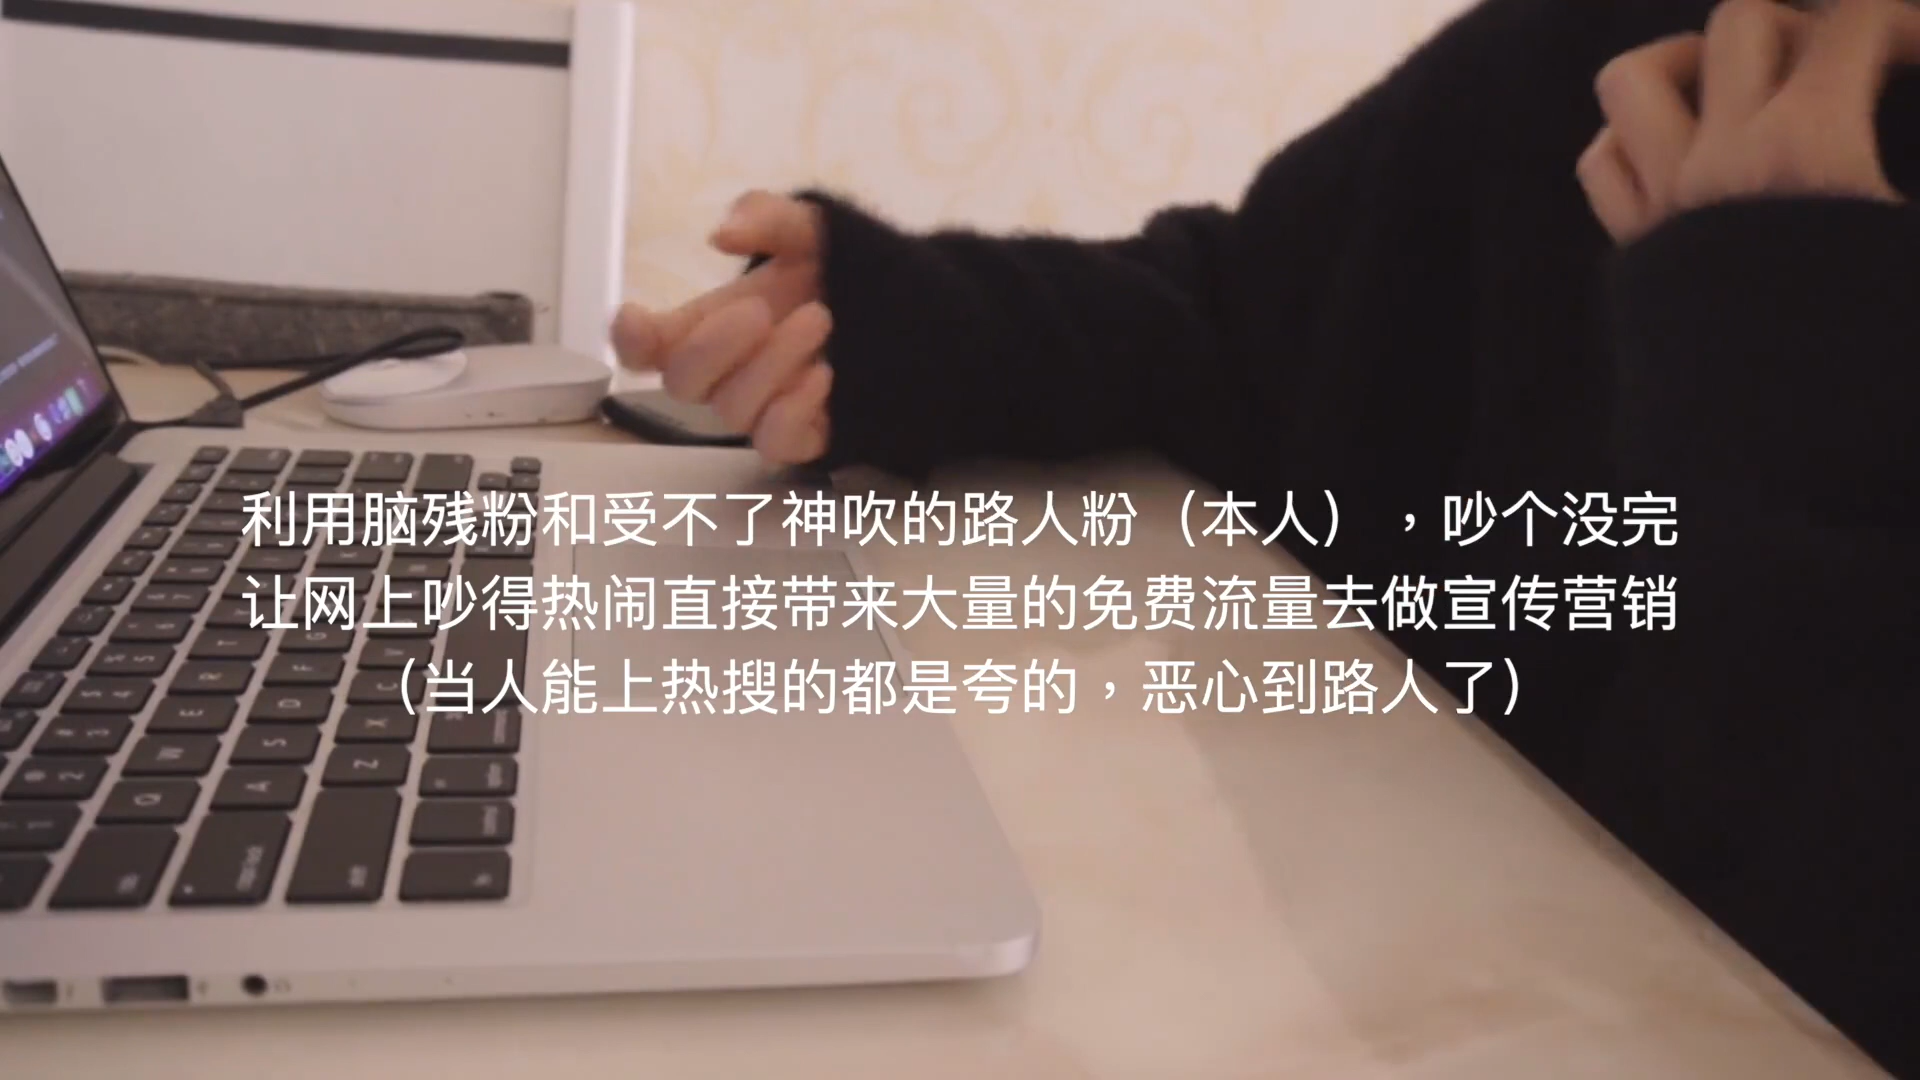 利用脑残粉和受不了神吹的路人粉（本人），吵个没完
让网上吵得热闹直接带来大量的免费流量去做宣传营销
（当人能上热搜的都是夸的，恶心到路人了）